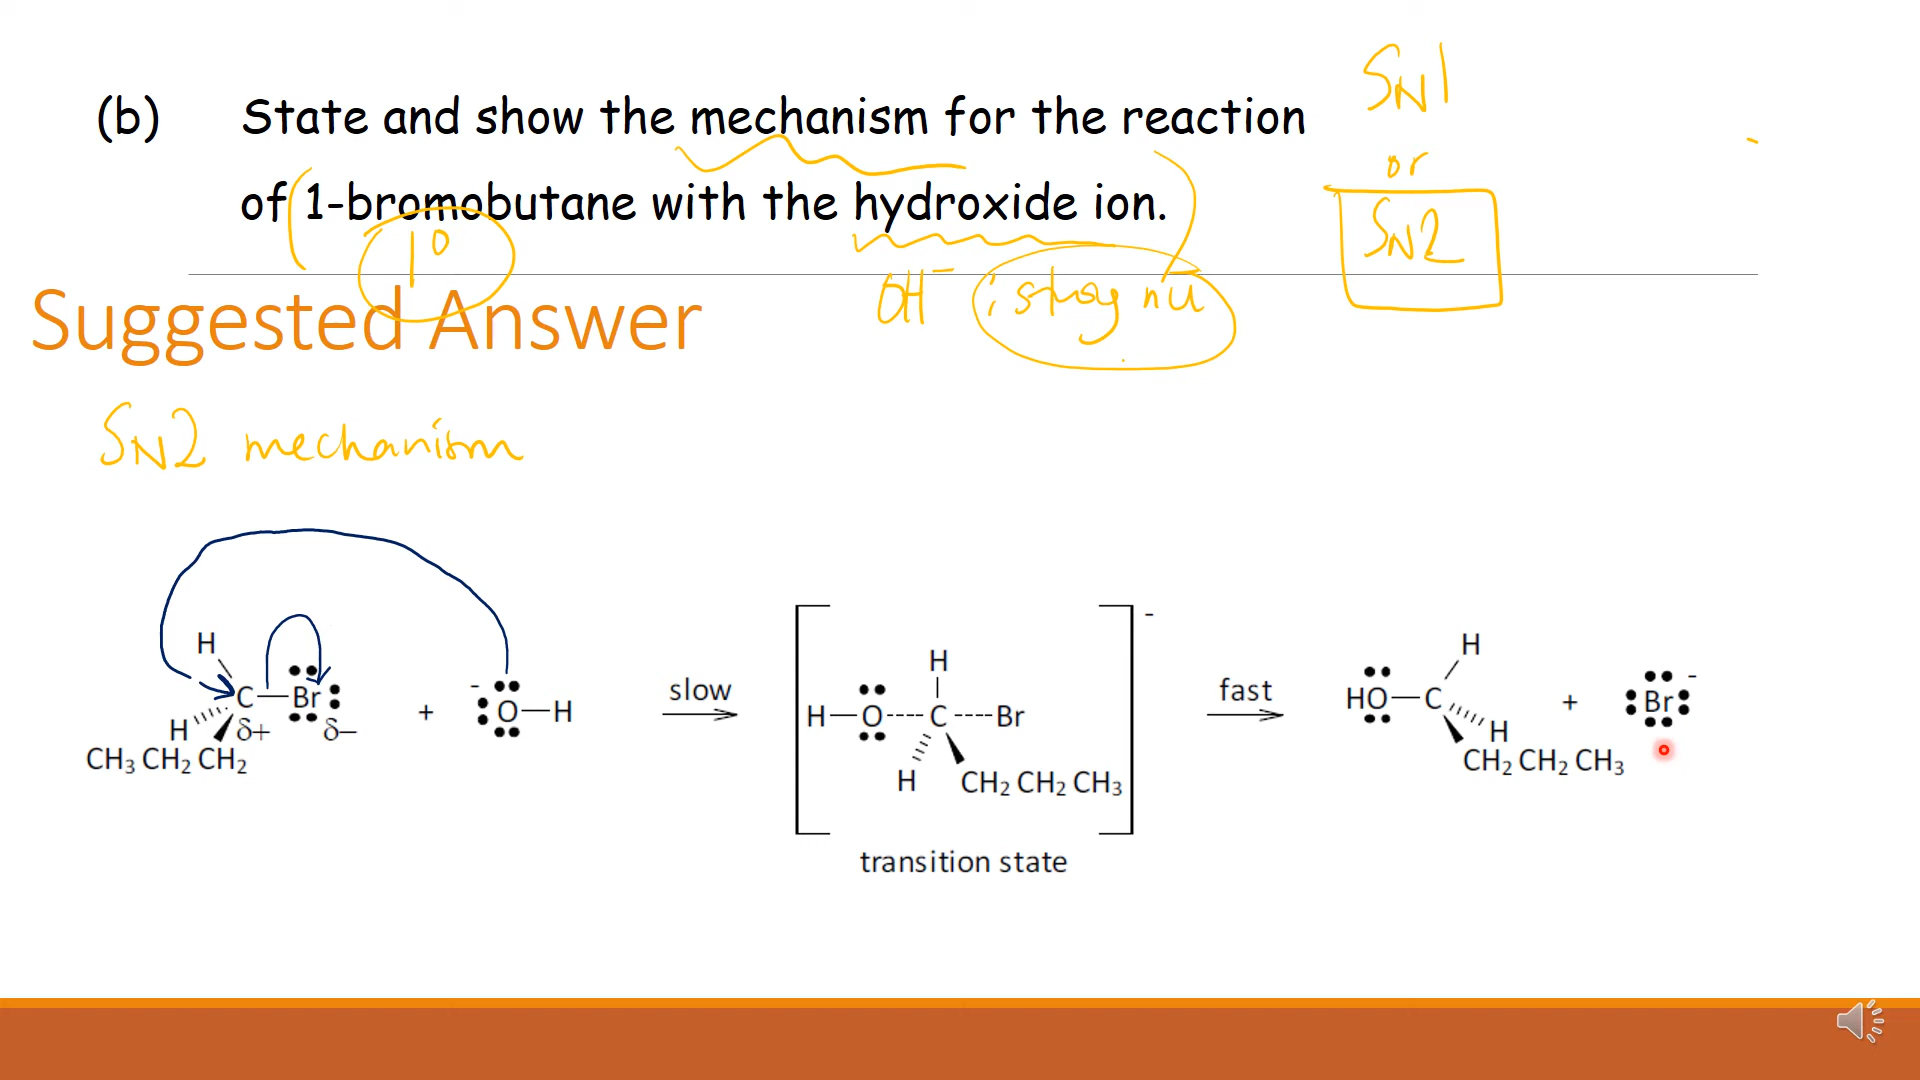 SN1
(b) State and show the mechanism for the reaction
or
of 1-bromobutane with the hydroxide ion.
SN2
1°
OH⁻ : strong nu
Suggested Answer
SN2 mechanism
H
C—Br
δ+ δ–
H
CH₃ CH₂ CH₂
+
⁻ O—H
slow
H
H—O----C----Br
H CH₂ CH₂ CH₃
-
transition state
fast
H
HO—C
H
CH₂ CH₂ CH₃
+
Br -